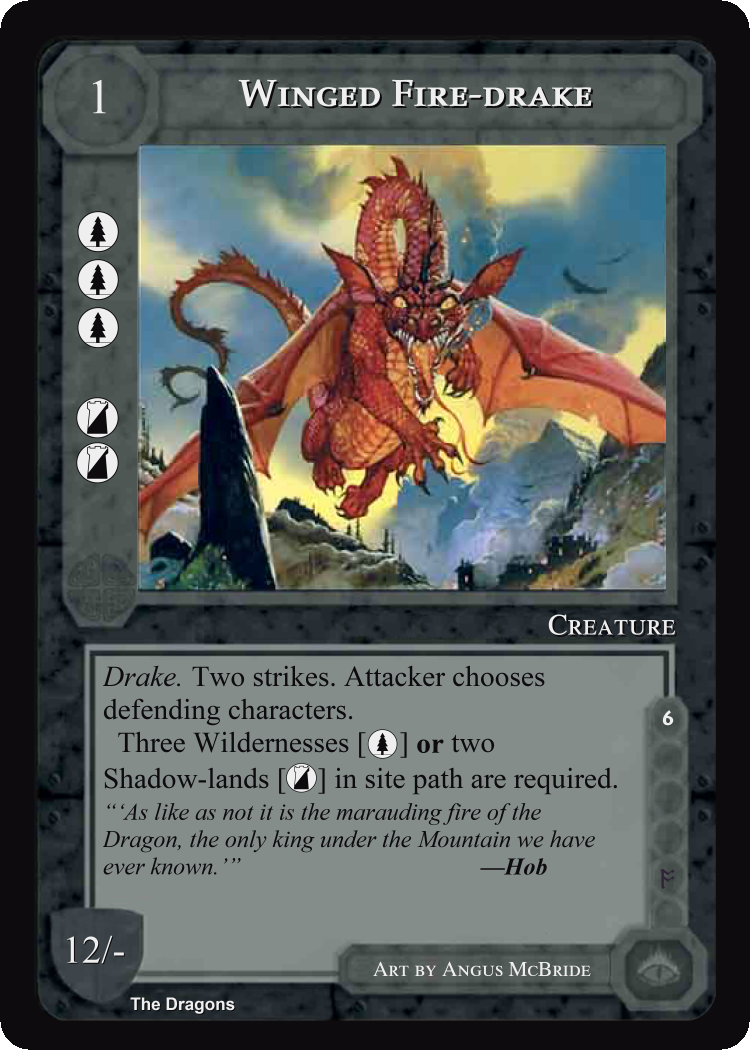 1
Winged Fire-drake
Creature
Drake. Two strikes. Attacker chooses
defending characters.
Three Wildernesses [ ] or two
Shadow-lands [ ] in site path are required.
“‘As like as not it is the marauding fire of the
Dragon, the only king under the Mountain we have
ever known.’” —Hob
6
ᚩ
12/-
Art by Angus McBride
The Dragons